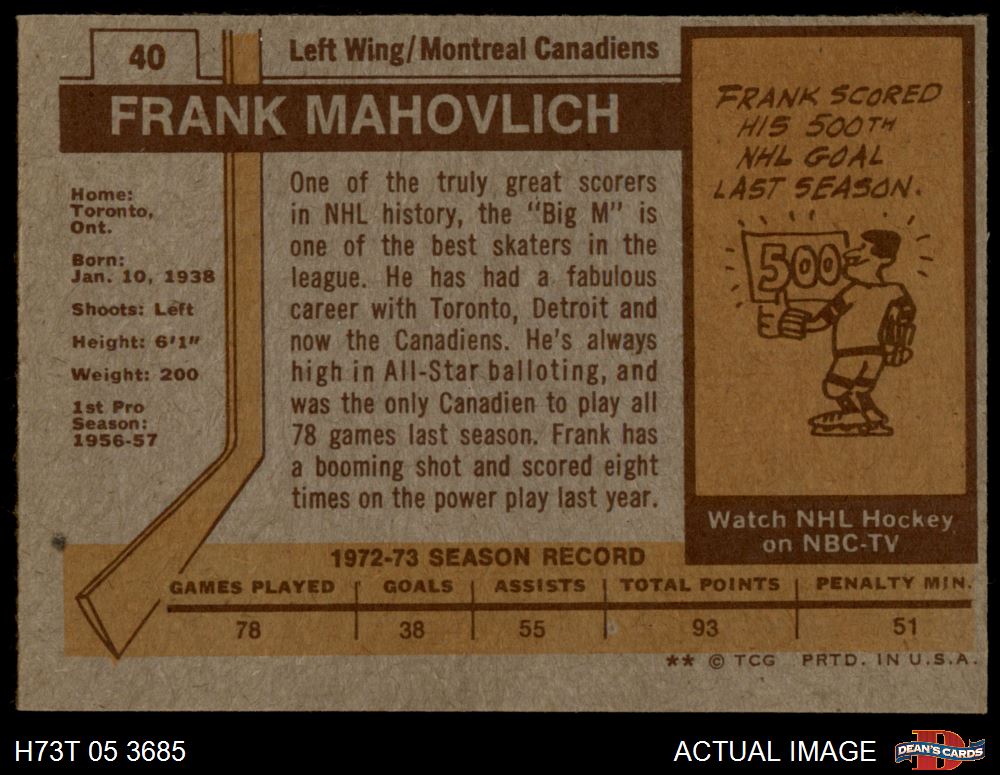 40
Left Wing/Montreal Canadiens
FRANK MAHOVLICH
Home:
Toronto,
Ont.
Born:
Jan. 10, 1938
Shoots: Left
Height: 6'1"
Weight: 200
1st Pro
Season:
1956-57
One of the truly great scorers
in NHL history, the "Big M" is
one of the best skaters in the
league. He has had a fabulous
career with Toronto, Detroit and
now the Canadiens. He's always
high in All-Star balloting, and
was the only Canadien to play all
78 games last season. Frank has
a booming shot and scored eight
times on the power play last year.
FRANK SCORED
HIS 500TH
NHL GOAL
LAST SEASON.
500
Watch NHL Hockey
on NBC-TV
1972-73 SEASON RECORD
GAMES PLAYED GOALS ASSISTS TOTAL POINTS PENALTY MIN.
78 38 55 93 51
** © TCG PRTD. IN U.S.A.
H73T 05 3685 ACTUAL IMAGE DEAN'S CARDS